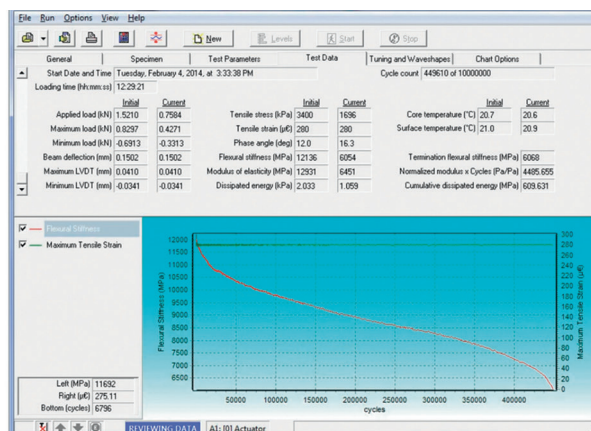 File Run Options View Help
New Levels Start Stop
General Specimen Test Parameters Test Data Tuning and Waveshapes Chart Options
Start Date and Time Tuesday, February 4, 2014, at 3:33:38 PM Cycle count 449610 of 10000000
Loading time (hh:mm:ss) 12:29:21
Initial Current Initial Current Initial Current
Applied load (kN) 1.5210 0.7584 Tensile stress (kPa) 3400 1696 Core temperature (°C) 20.7 20.6
Maximum load (kN) 0.8297 0.4271 Tensile strain (µ€) 280 280 Surface temperature (°C) 21.0 20.9
Minimum load (kN) -0.6913 -0.3313 Phase angle (deg) 12.0 16.3
Beam deflection (mm) 0.1502 0.1502 Flexural stiffness (MPa) 12136 6054 Termination flexural stiffness (MPa) 6068
Maximum LVDT (mm) 0.0410 0.0410 Modulus of elasticity (MPa) 12931 6451 Normalized modulus x Cycles (Pa/Pa) 4485.655
Minimum LVDT (mm) -0.0341 -0.0341 Dissipated energy (kPa) 2.033 1.059 Cumulative dissipated energy (MPa) 609.631
Flexural Stiffness
Maximum Tensile Strain
Flexural Stiffness (MPa)
12000
11500
11000
10500
10000
9500
9000
8500
8000
7500
7000
6500
300
280
260
240
220
200
180
160
140
120
100
80
60
40
20
0
Maximum Tensile Strain (µ€)
50000 100000 150000 200000 250000 300000 350000 400000
cycles
Left (MPa) 11692
Right (µ€) 275.11
Bottom (cycles) 6796
REVIEWING DATA A1: [0] Actuator